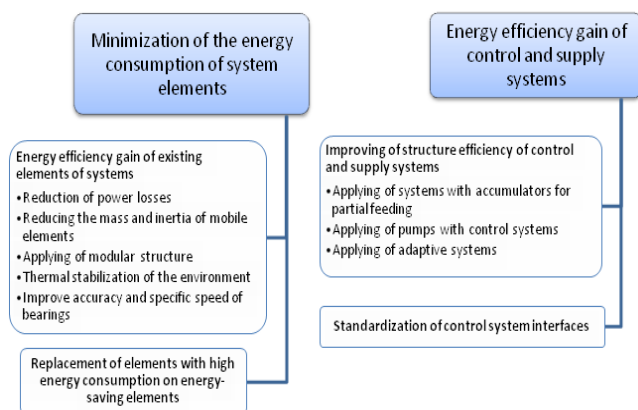 Minimization of the energy
consumption of system
elements
Energy efficiency gain of existing
elements of systems
• Reduction of power losses
• Reducing the mass and inertia of mobile
elements
• Applying of modular structure
• Thermal stabilization of the environment
• Improve accuracy and specific speed of
bearings
Replacement of elements with high
energy consumption on energy-
saving elements
Energy efficiency gain of
control and supply
systems
Improving of structure efficiency of control
and supply systems
• Applying of systems with accumulators for
partial feeding
• Applying of pumps with control systems
• Applying of adaptive systems
Standardization of control system interfaces